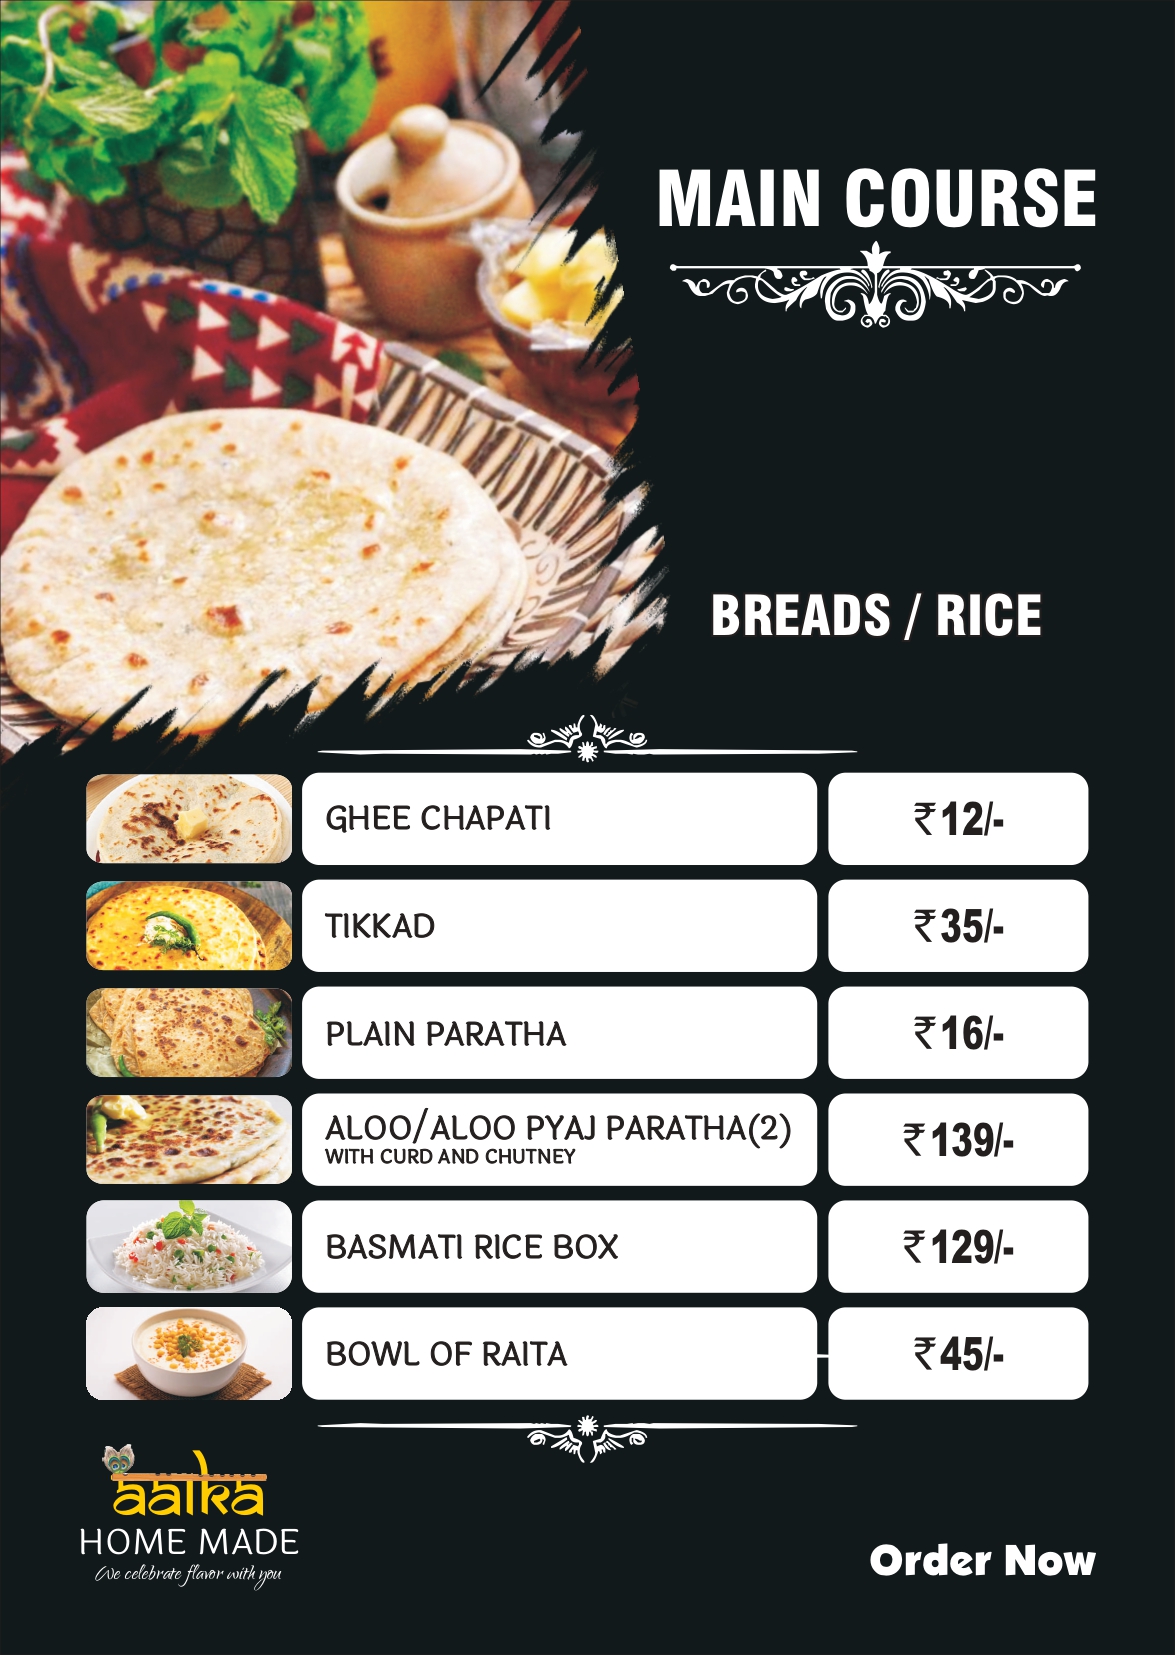 MAIN COURSE
BREADS / RICE
GHEE CHAPATI ₹12/-
TIKKAD ₹35/-
PLAIN PARATHA ₹16/-
ALOO/ALOO PYAJ PARATHA(2) ₹139/-
WITH CURD AND CHUTNEY
BASMATI RICE BOX ₹129/-
BOWL OF RAITA ₹45/-
aalka
HOME MADE
We celebrate flavor with you
Order Now